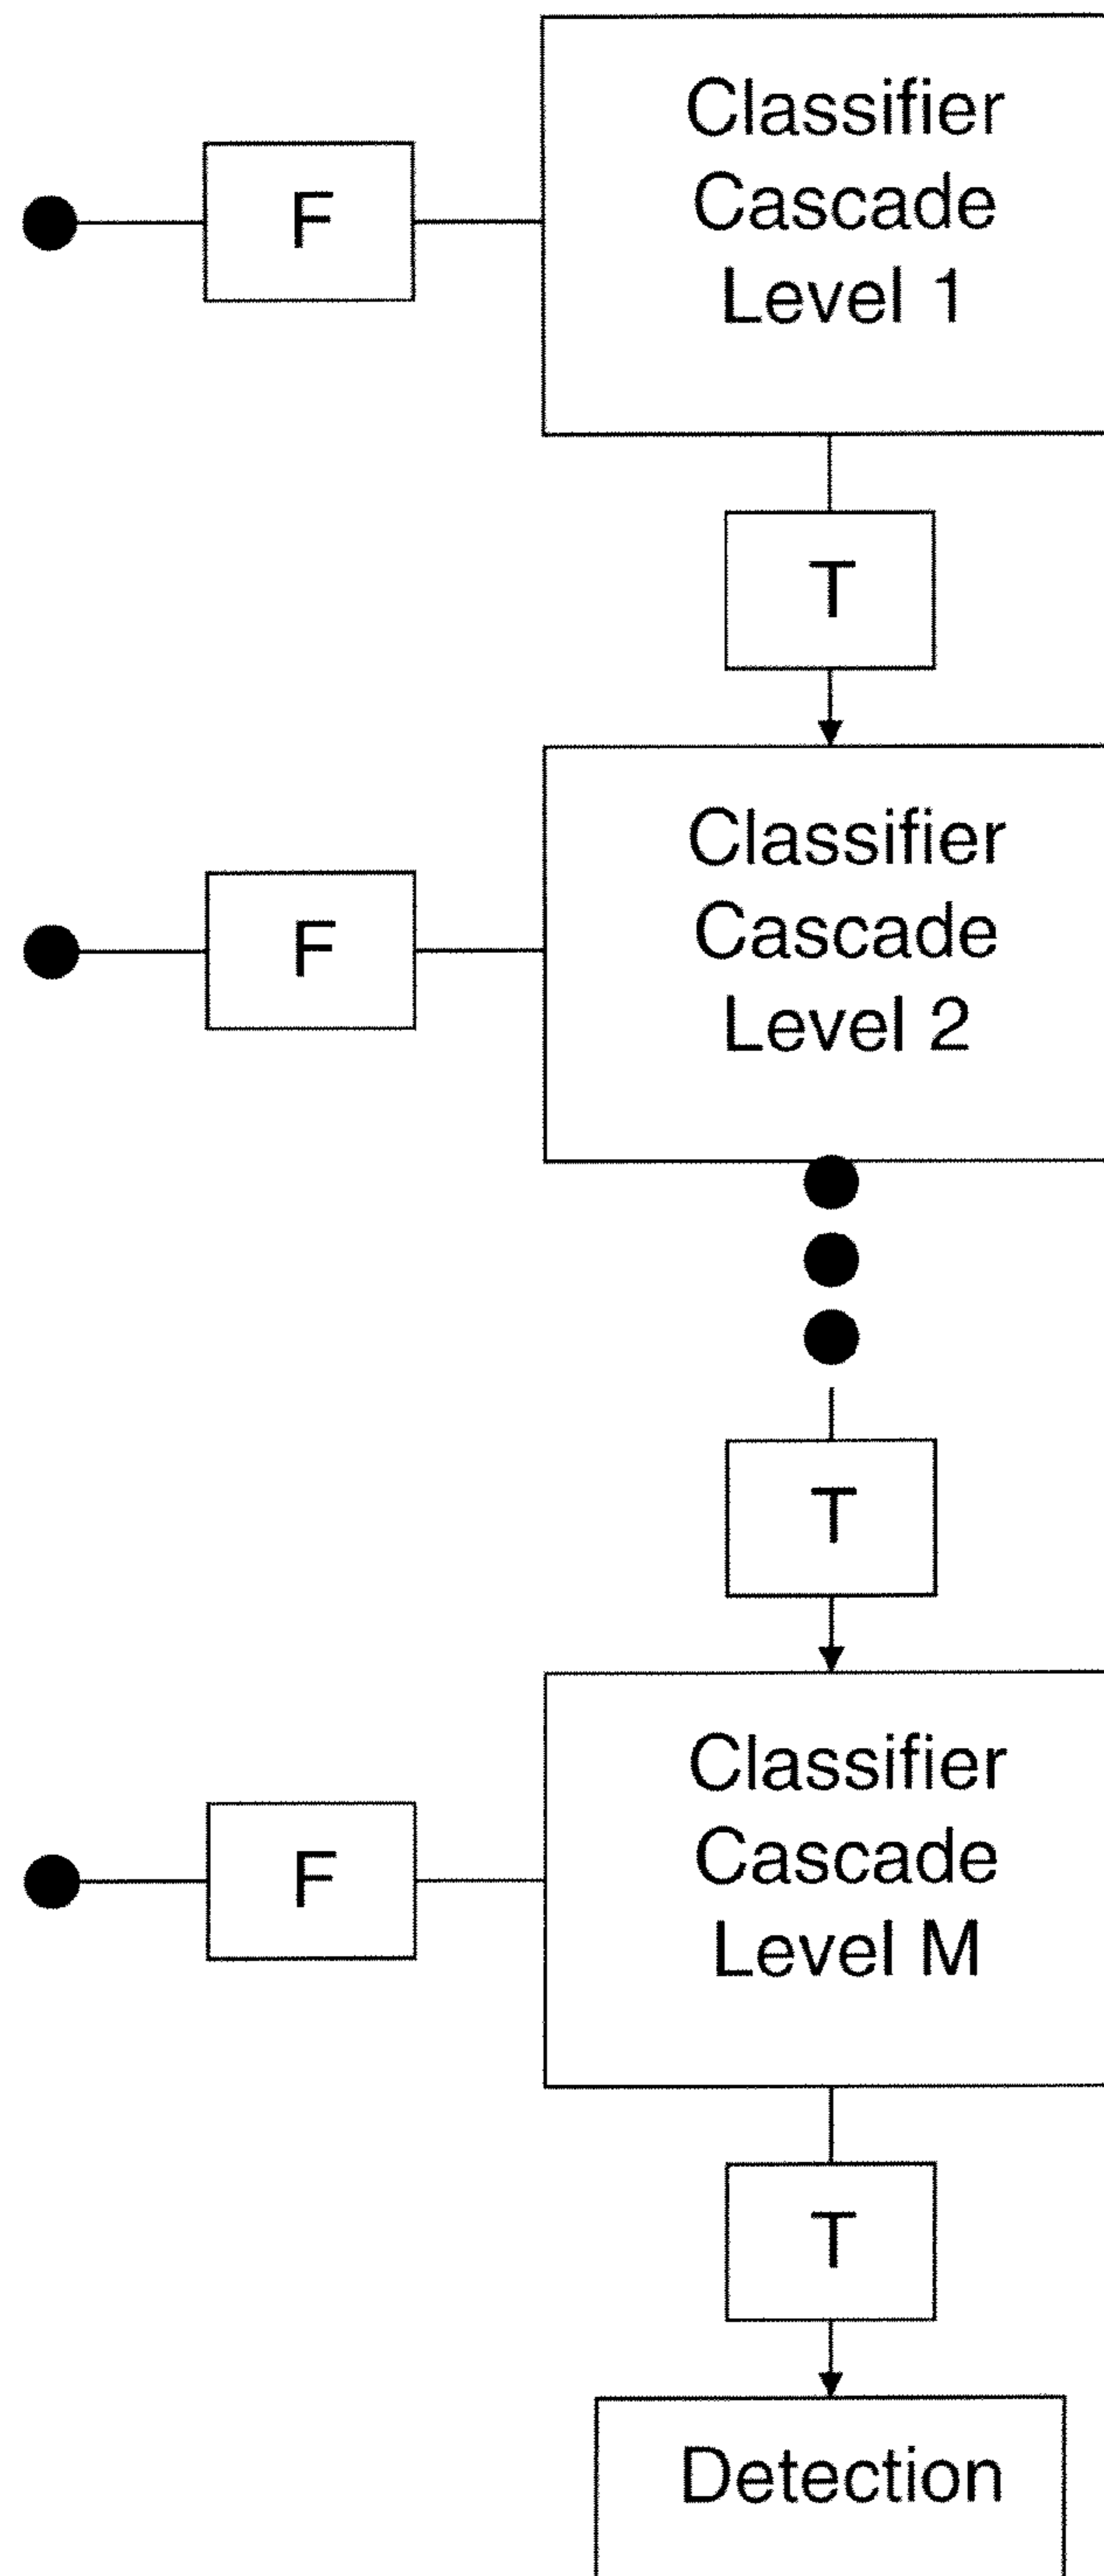 Classifier
Cascade
Level 1
F
T
Classifier
Cascade
Level 2
F
T
Classifier
Cascade
Level M
F
T
Detection